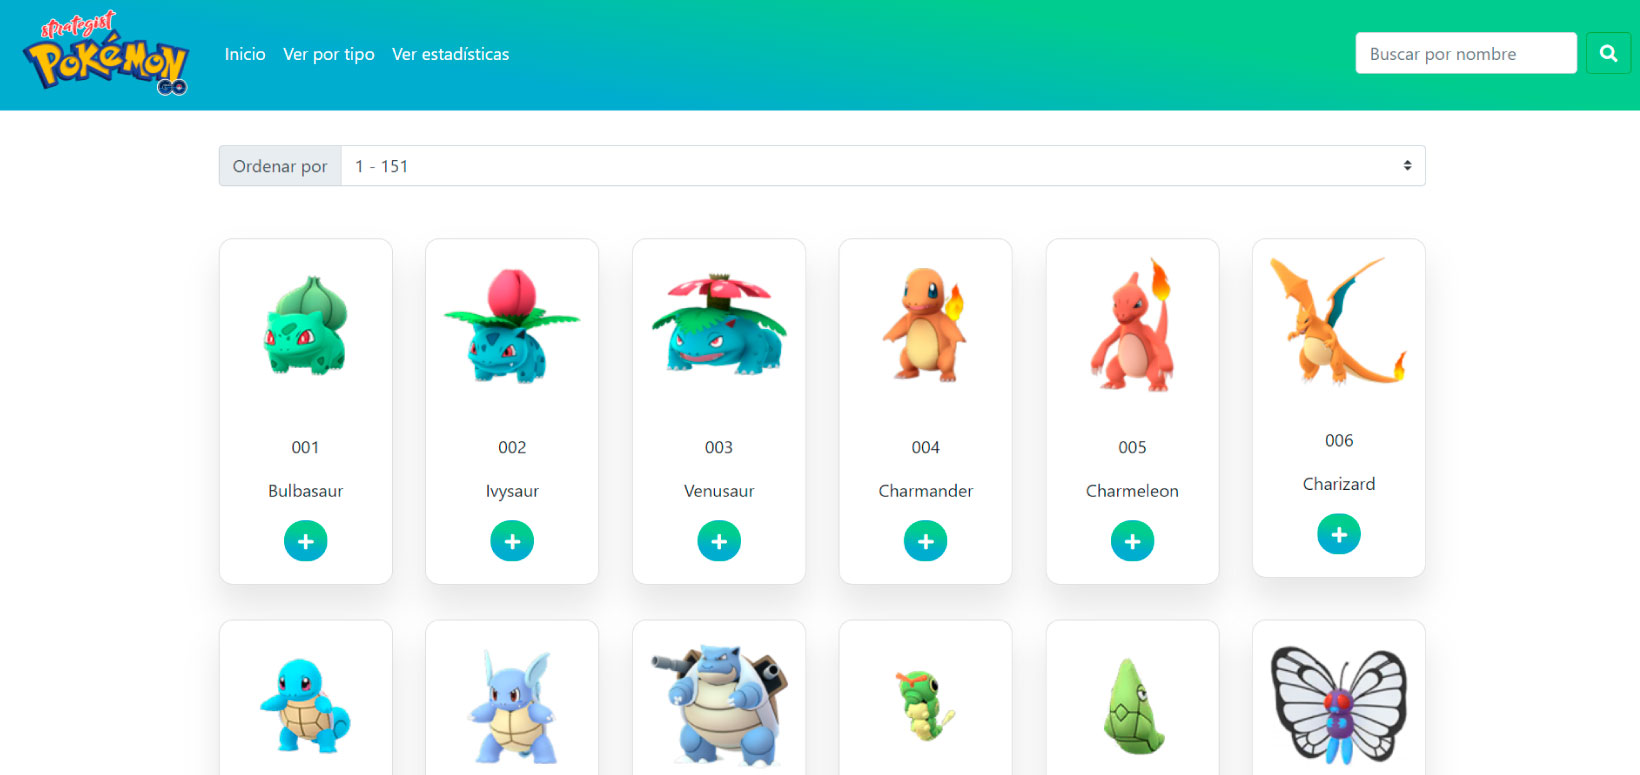 strategist
POKéMON
GO
Inicio Ver por tipo Ver estadísticas
Buscar por nombre
Ordenar por 1 - 151
001 002 003 004 005 006
Bulbasaur Ivysaur Venusaur Charmander Charmeleon Charizard